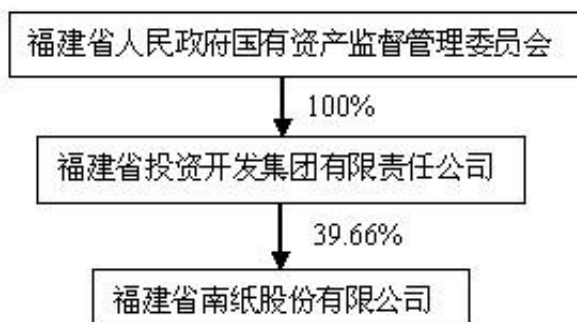 福建省人民政府国有资产监督管理委员会
100%
福建省投资开发集团有限责任公司
39.66%
福建省南纸股份有限公司